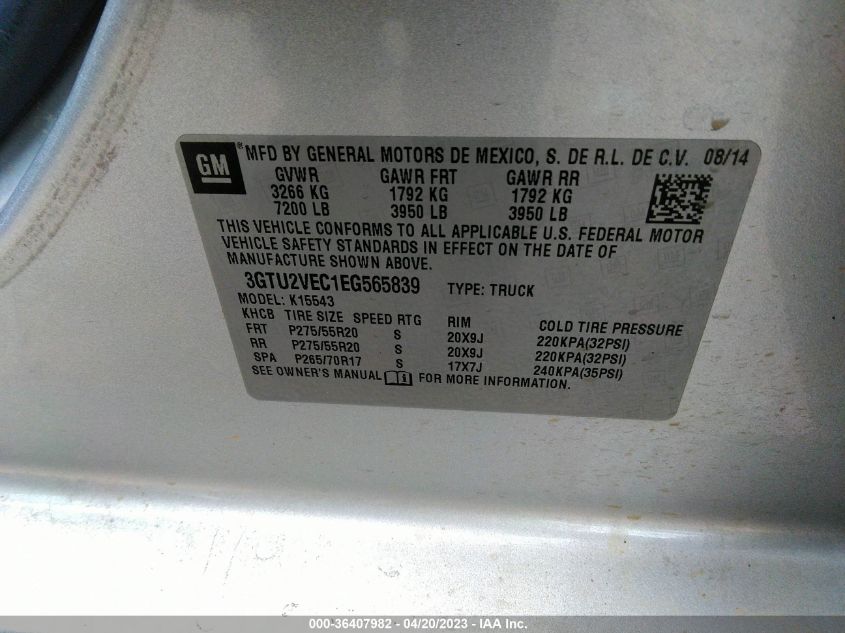 GM ® MFD BY GENERAL MOTORS DE MEXICO, S. DE R.L. DE C.V. 08/14
GVWR GAWR FRT GAWR RR
3266 KG 1792 KG 1792 KG
7200 LB 3950 LB 3950 LB
THIS VEHICLE CONFORMS TO ALL APPLICABLE U.S. FEDERAL MOTOR
VEHICLE SAFETY STANDARDS IN EFFECT ON THE DATE OF
MANUFACTURE SHOWN ABOVE.
3GTU2VEC1EG565839 TYPE: TRUCK
MODEL: K15543
KHCB TIRE SIZE SPEED RTG RIM COLD TIRE PRESSURE
FRT P275/55R20 S 20X9J 220KPA(32PSI)
RR P275/55R20 S 20X9J 220KPA(32PSI)
SPA P265/70R17 S 17X7J 240KPA(35PSI)
SEE OWNER'S MANUAL FOR MORE INFORMATION.
000-36407982 - 04/20/2023 - IAA Inc.